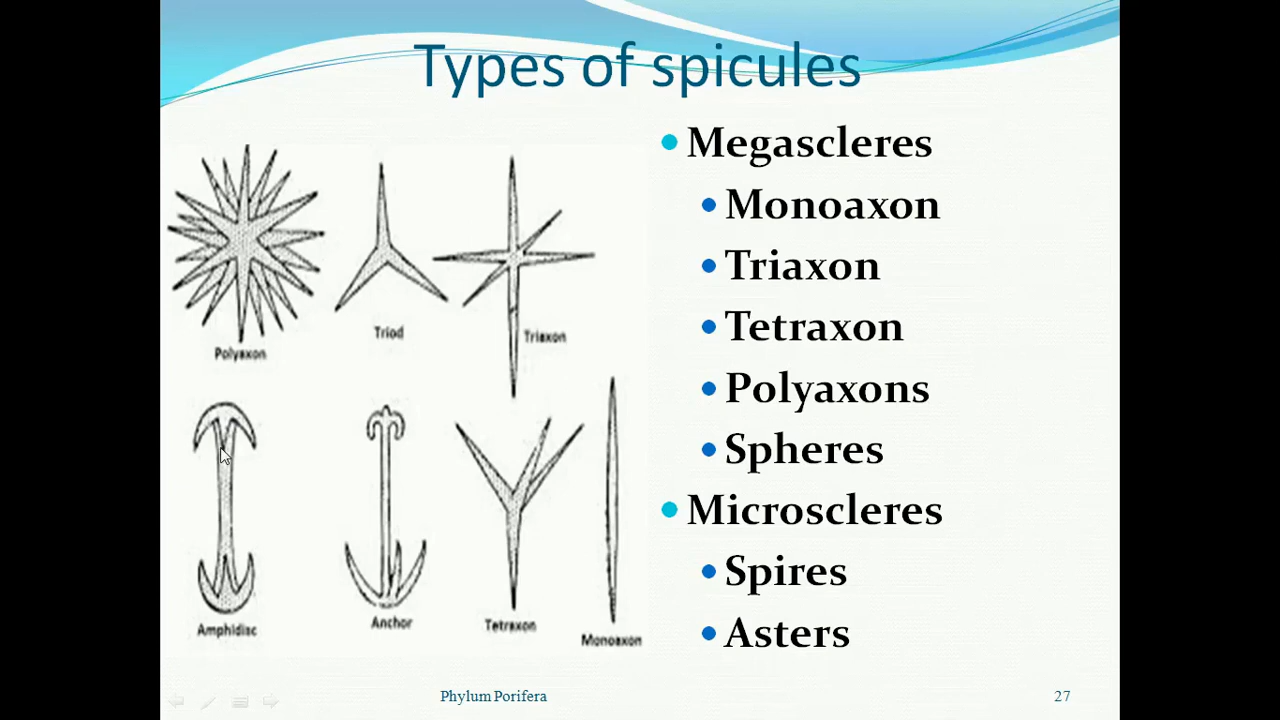 Types of spicules
Polyaxon
Triod
Triaxon
Amphidisc
Anchor
Tetraxon
Monoaxon
Megascleres
Monoaxon
Triaxon
Tetraxon
Polyaxons
Spheres
Microscleres
Spires
Asters
Phylum Porifera
27